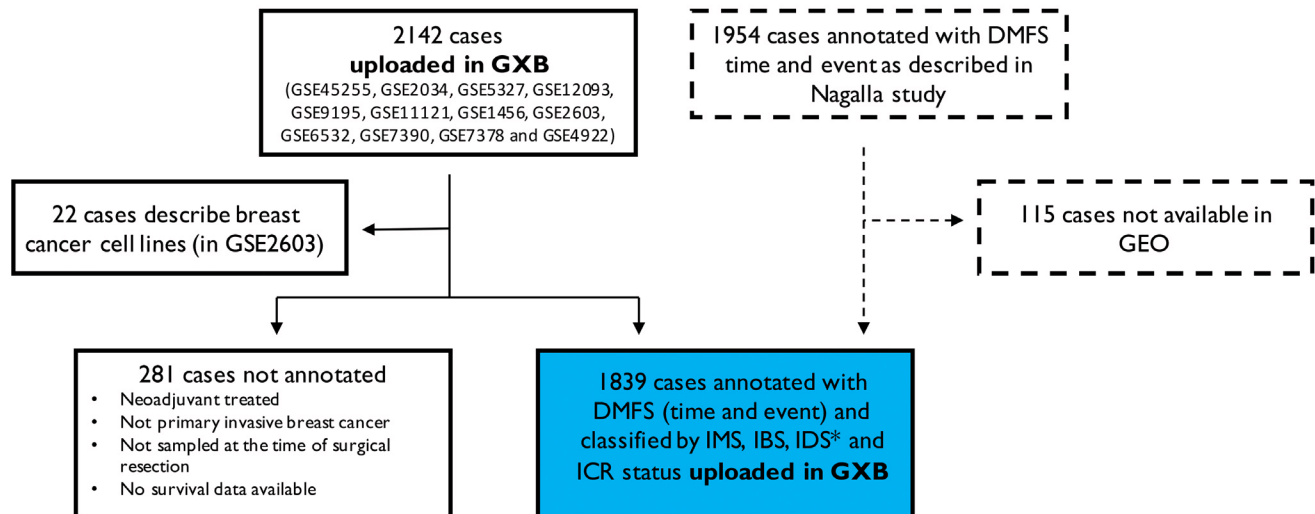 2142 cases
uploaded in GXB
(GSE45255, GSE2034, GSE5327, GSE12093,
GSE9195, GSE11121, GSE1456, GSE2603,
GSE6532, GSE7390, GSE7378 and GSE4922)
1954 cases annotated with DMFS
time and event as described in
Nagalla study
22 cases describe breast
cancer cell lines (in GSE2603)
115 cases not available in
GEO
281 cases not annotated
• Neoadjuvant treated
• Not primary invasive breast cancer
• Not sampled at the time of surgical
resection
• No survival data available
1839 cases annotated with
DMFS (time and event) and
classified by IMS, IBS, IDS* and
ICR status uploaded in GXB